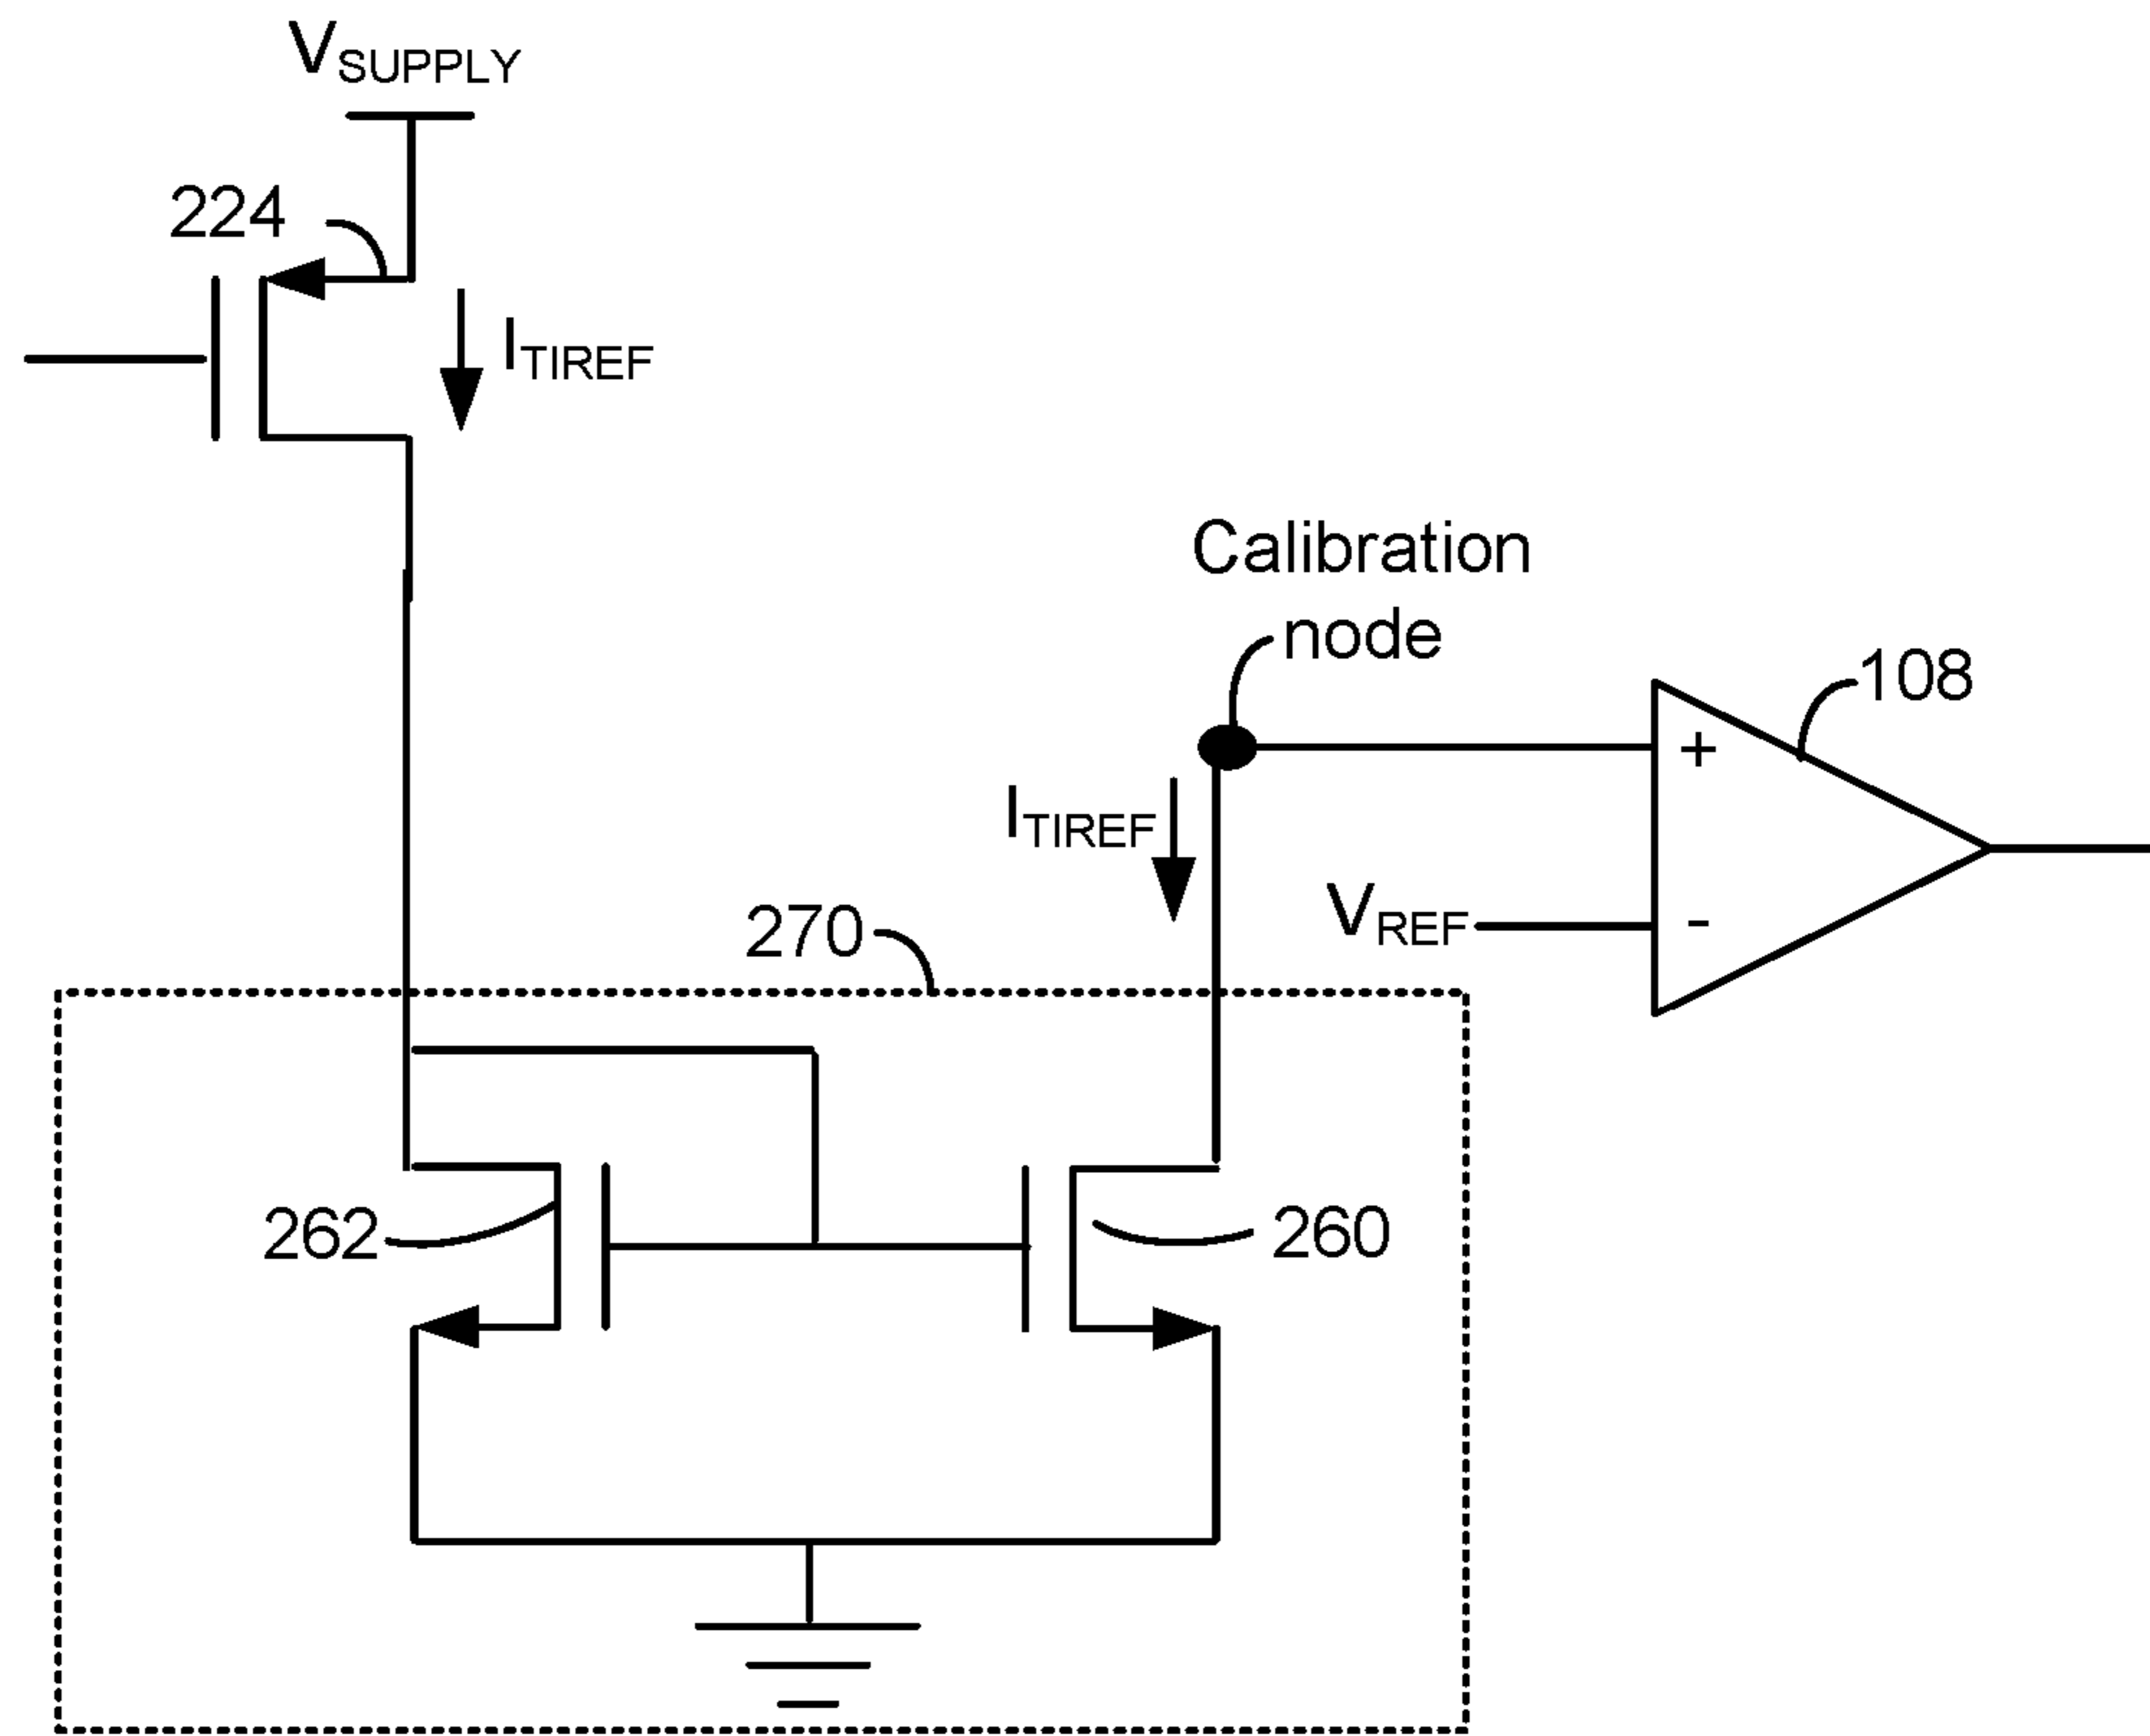 VSUPPLY
224
ITIREF
Calibration
node
108
+
ITIREF
VREF
-
270
262
260